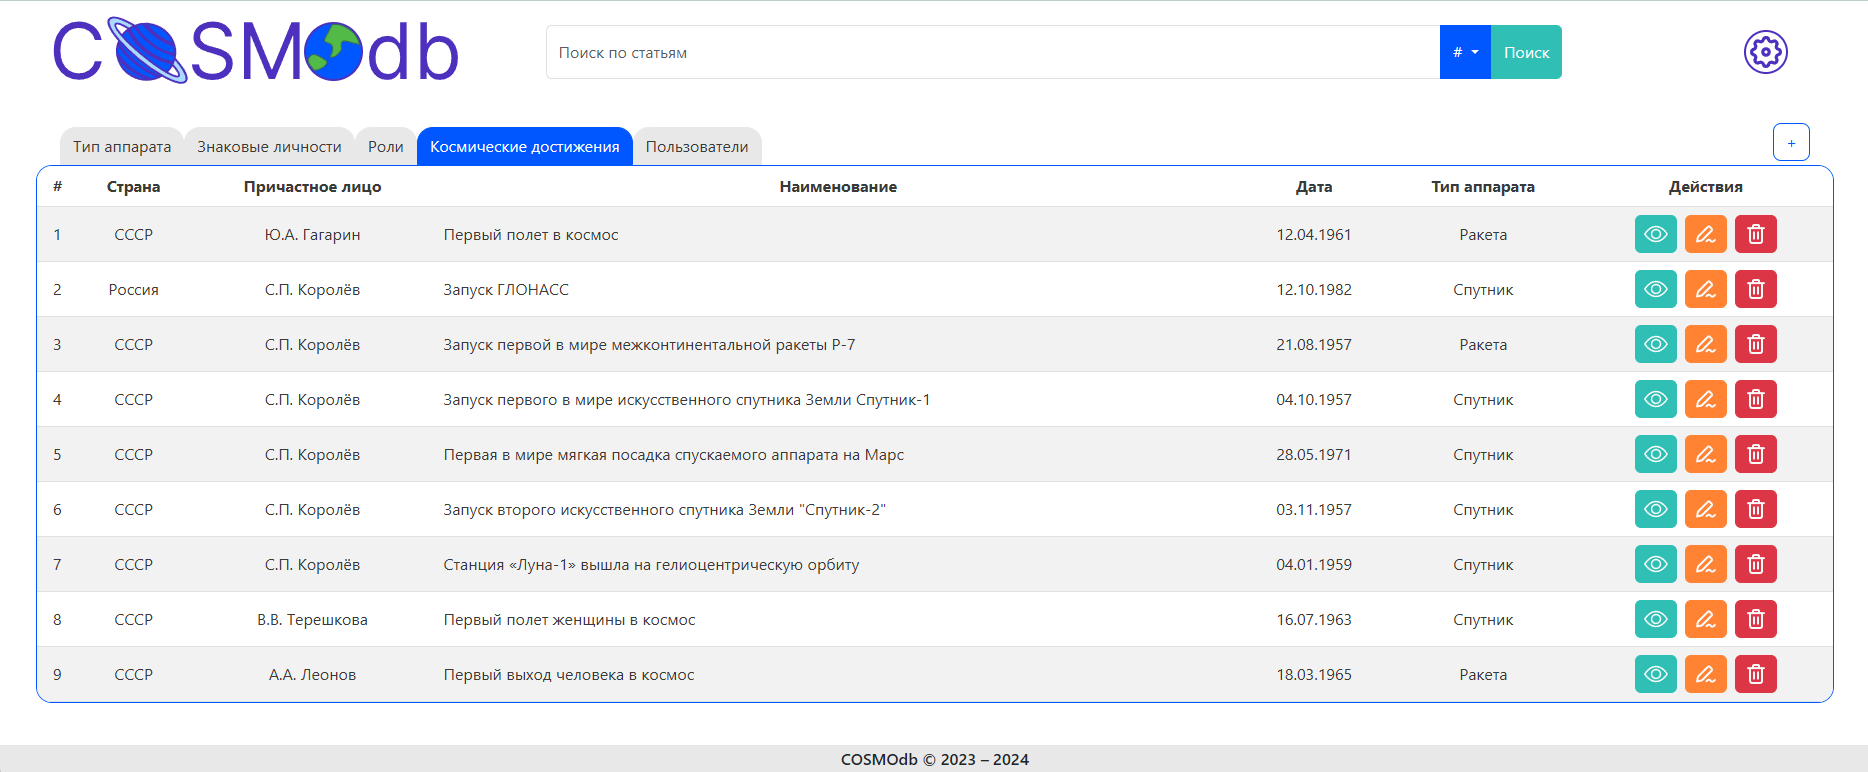 COSMOdb
Поиск по статьям
#
Поиск
Тип аппарата Знаковые личности Роли Космические достижения Пользователи +
# Страна Причастное лицо Наименование Дата Тип аппарата Действия
1 СССР Ю.А. Гагарин Первый полет в космос 12.04.1961 Ракета
2 Россия С.П. Королёв Запуск ГЛОНАСС 12.10.1982 Спутник
3 СССР С.П. Королёв Запуск первой в мире межконтинентальной ракеты Р-7 21.08.1957 Ракета
4 СССР С.П. Королёв Запуск первого в мире искусственного спутника Земли Спутник-1 04.10.1957 Спутник
5 СССР С.П. Королёв Первая в мире мягкая посадка спускаемого аппарата на Марс 28.05.1971 Спутник
6 СССР С.П. Королёв Запуск второго искусственного спутника Земли "Спутник-2" 03.11.1957 Спутник
7 СССР С.П. Королёв Станция «Луна-1» вышла на гелиоцентрическую орбиту 04.01.1959 Спутник
8 СССР В.В. Терешкова Первый полет женщины в космос 16.07.1963 Спутник
9 СССР А.А. Леонов Первый выход человека в космос 18.03.1965 Ракета
COSMOdb © 2023 – 2024